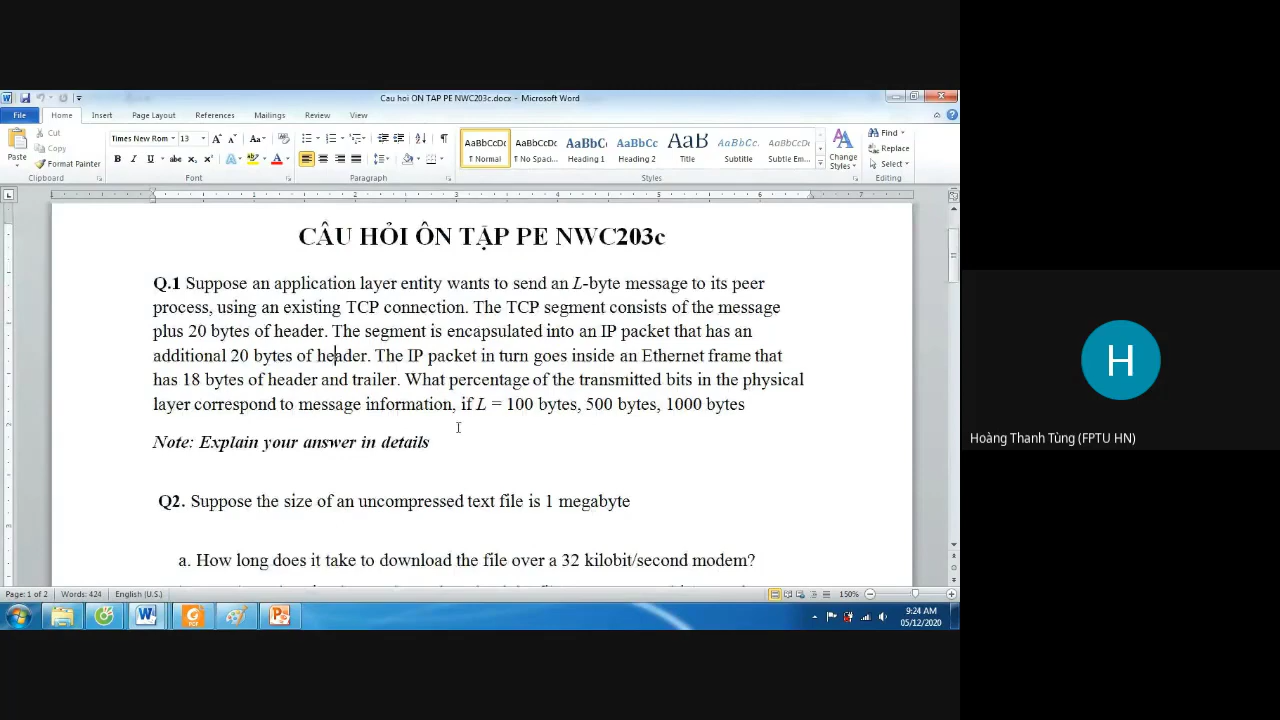 Cau hoi ON TAP PE NWC203c.docx - Microsoft Word
File Home Insert Page Layout References Mailings Review View
Paste
Cut
Copy
Format Painter
Clipboard
Times New Rom 13
Font
Paragraph
AaBbCcDc AaBbCcDc AaBbC AaBbCc AaB AaBbCcI AaBbCcDc
¶ Normal ¶ No Spaci... Heading 1 Heading 2 Title Subtitle Subtle Em...
Styles
Change Styles
Find
Replace
Select
Editing
CÂU HỎI ÔN TẬP PE NWC203c
Q.1 Suppose an application layer entity wants to send an L-byte message to its peer
process, using an existing TCP connection. The TCP segment consists of the message
plus 20 bytes of header. The segment is encapsulated into an IP packet that has an
additional 20 bytes of header. The IP packet in turn goes inside an Ethernet frame that
has 18 bytes of header and trailer. What percentage of the transmitted bits in the physical
layer correspond to message information, if L = 100 bytes, 500 bytes, 1000 bytes
Note: Explain your answer in details
Q2. Suppose the size of an uncompressed text file is 1 megabyte
a. How long does it take to download the file over a 32 kilobit/second modem?
Page: 1 of 2 Words: 424 English (U.S.) 150%
9:24 AM
05/12/2020
H
Hoàng Thanh Tùng (FPTU HN)